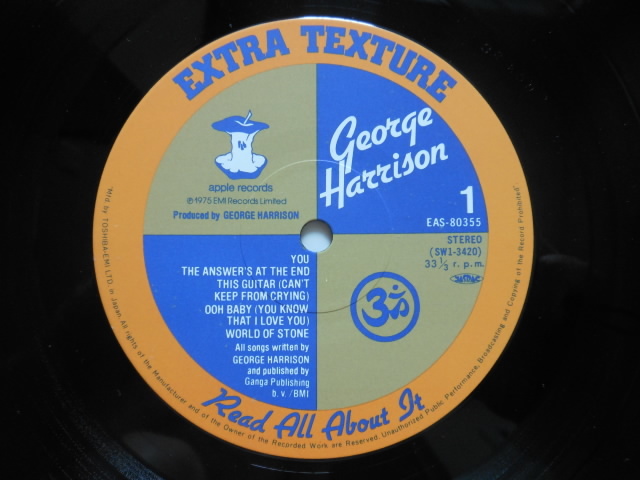 EXTRA TEXTURE
apple records
℗1975 EMI Records Limited
Produced by GEORGE HARRISON
George
Harrison
1
EAS-80355
STEREO
(SW1-3420)
33 1/3 r. p. m.
YOU
THE ANSWER'S AT THE END
THIS GUITAR (CAN'T
KEEP FROM CRYING)
OOH BABY (YOU KNOW
THAT I LOVE YOU)
WORLD OF STONE
All songs written by
GEORGE HARRISON
and published by
Ganga Publishing
b. v. /BMI
ॐ
Read All About It
Mfd by TOSHIBA-EMI LTD. in Japan. All rights of the Manufacturer and of the Owner of the Recorded Work are Reserved. Unauthorized Public Performance, Broadcasting and Copying of the Record Prohibited.